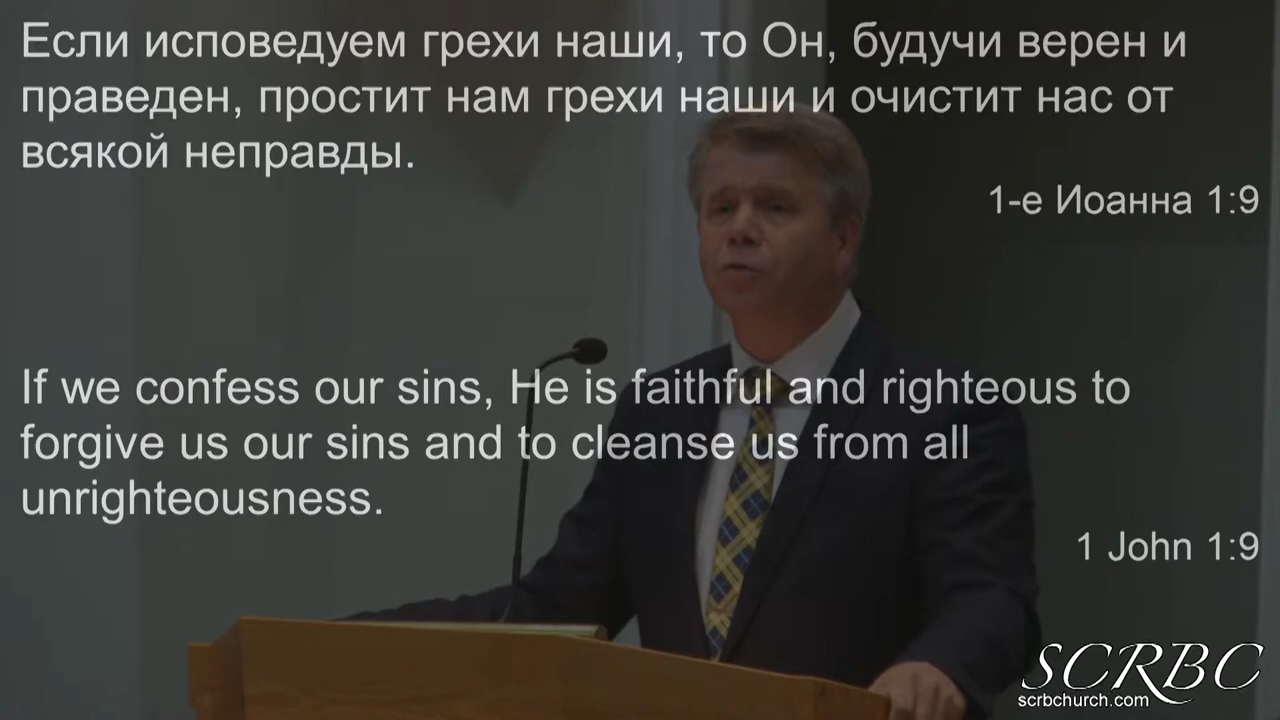 Если исповедуем грехи наши, то Он, будучи верен и
праведен, простит нам грехи наши и очистит нас от
всякой неправды.
1-е Иоанна 1:9
If we confess our sins, He is faithful and righteous to
forgive us our sins and to cleanse us from all
unrighteousness.
1 John 1:9
SCRBC
scrbchurch.com